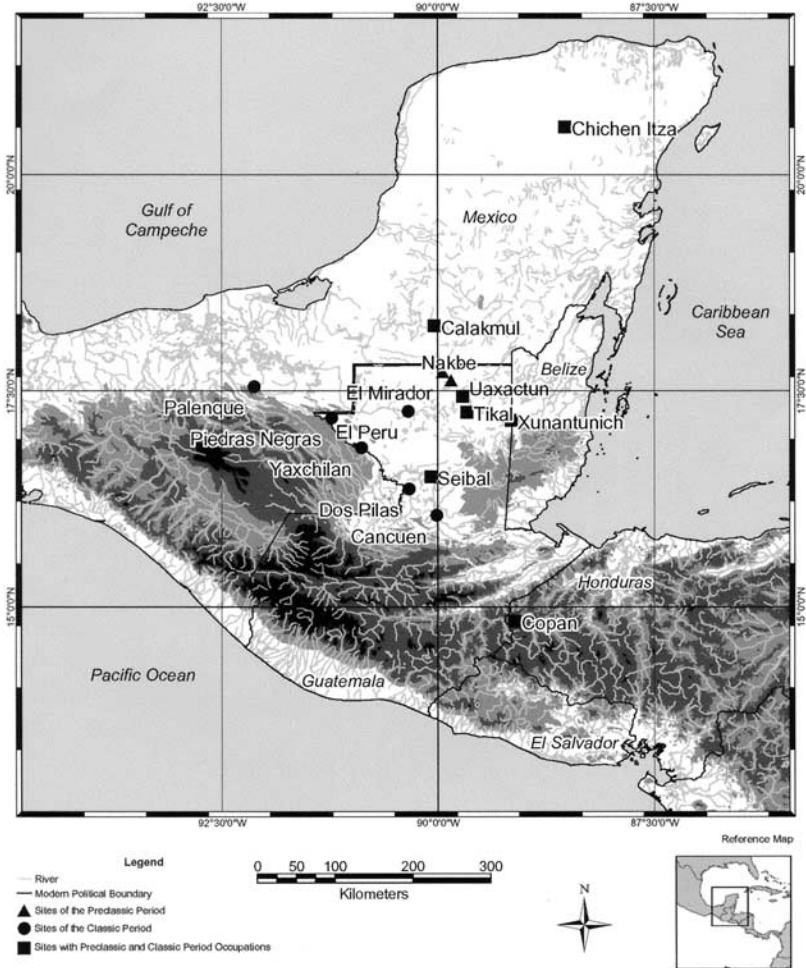 92°30'0"W 90°0'0"W 87°30'0"W
20°0'0"N 20°0'0"N
17°30'0"N 17°30'0"N
15°0'0"N 15°0'0"N
Chichen Itza
Gulf of
Campeche
Mexico
Caribbean
Sea
Calakmul
Nakbe
Belize
El Mirador
Uaxactun
Palenque
Tikal
Xunantunich
Piedras Negras
El Peru
Yaxchilan
Seibal
Dos Pilas
Cancuen
Honduras
Copan
Pacific Ocean
Guatemala
El Salvador
92°30'0"W 90°0'0"W 87°30'0"W
Reference Map
Legend
River
Modern Political Boundary
Sites of the Preclassic Period
Sites of the Classic Period
Sites with Preclassic and Classic Period Occupations
0 50 100 200 300
Kilometers
N